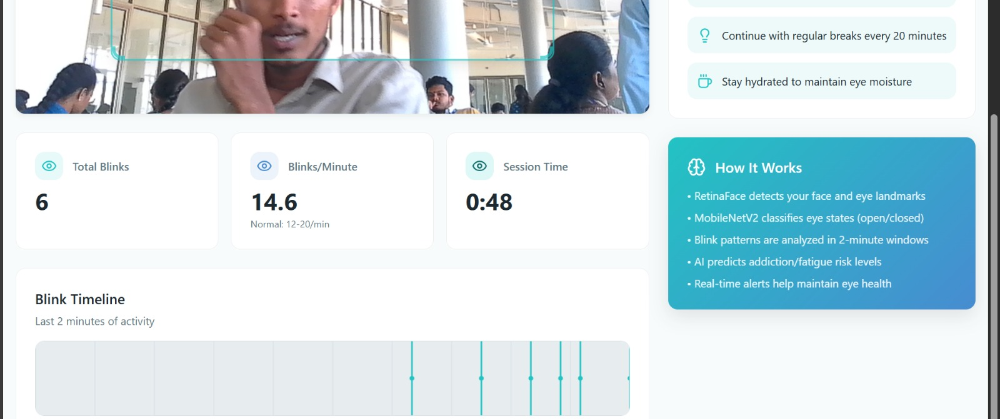 Continue with regular breaks every 20 minutes
Stay hydrated to maintain eye moisture
Total Blinks
6
Blinks/Minute
14.6
Normal: 12-20/min
Session Time
0:48
How It Works
• RetinaFace detects your face and eye landmarks
• MobileNetV2 classifies eye states (open/closed)
• Blink patterns are analyzed in 2-minute windows
• AI predicts addiction/fatigue risk levels
• Real-time alerts help maintain eye health
Blink Timeline
Last 2 minutes of activity